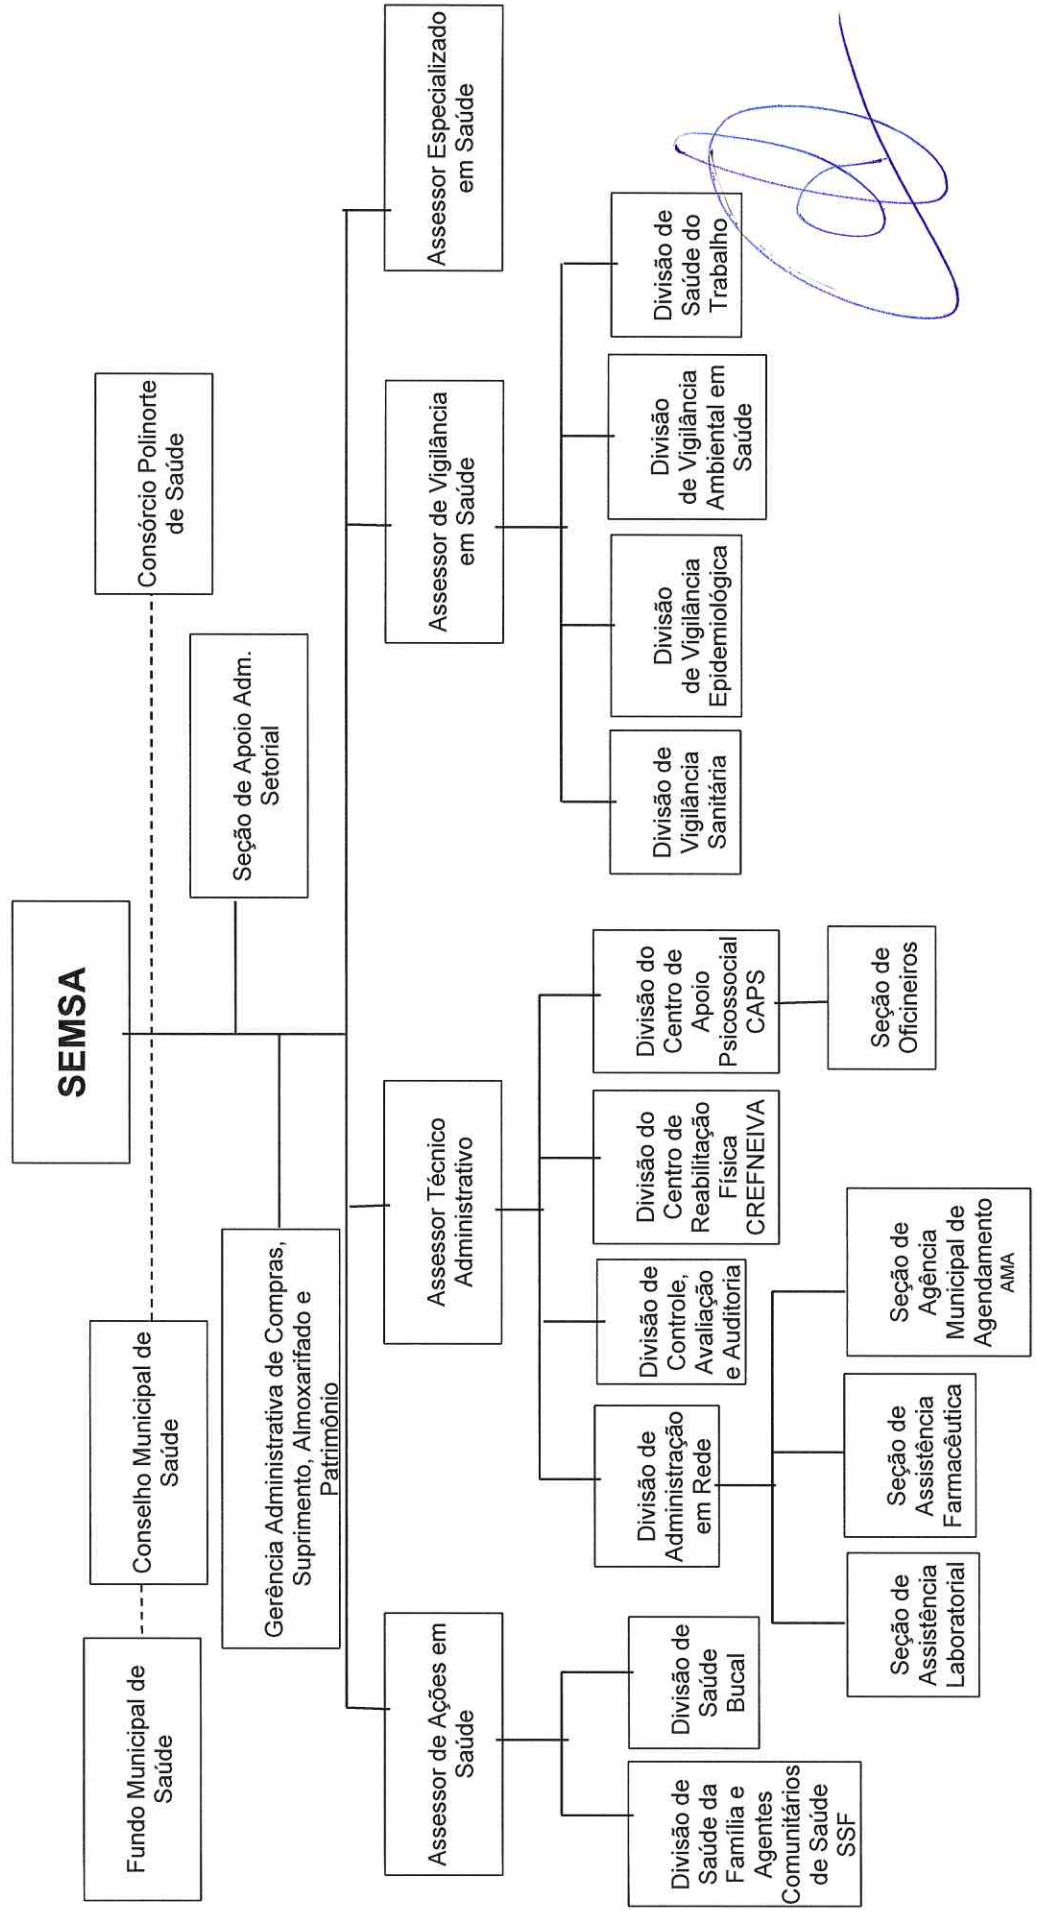 SEMSA
Fundo Municipal de
Saúde
Conselho Municipal de
Saúde
Consórcio Polinorte
de Saúde
Seção de Apoio Adm.
Setorial
Gerência Administrativa de Compras,
Suprimento, Almoxarifado e
Patrimônio
Assessor de Ações em
Saúde
Assessor Técnico
Administrativo
Assessor de Vigilância
em Saúde
Assessor Especializado
em Saúde
Divisão de
Saúde da
Família e
Agentes
Comunitários
de Saúde
SSF
Divisão de
Saúde
Bucal
Divisão de
Administração
em Rede
Divisão de
Controle,
Avaliação
e Auditoria
Divisão do
Centro de
Reabilitação
Física
CREFNEIVA
Divisão do
Centro de
Apoio
Psicossocial
CAPS
Divisão de
Vigilância
Sanitária
Divisão
de Vigilância
Epidemiológica
Divisão
de Vigilância
Ambiental em
Saúde
Divisão de
Saúde do
Trabalho
Seção de
Assistência
Laboratorial
Seção de
Assistência
Farmacêutica
Seção de
Agência
Municipal de
Agendamento
AMA
Seção de
Oficineiros